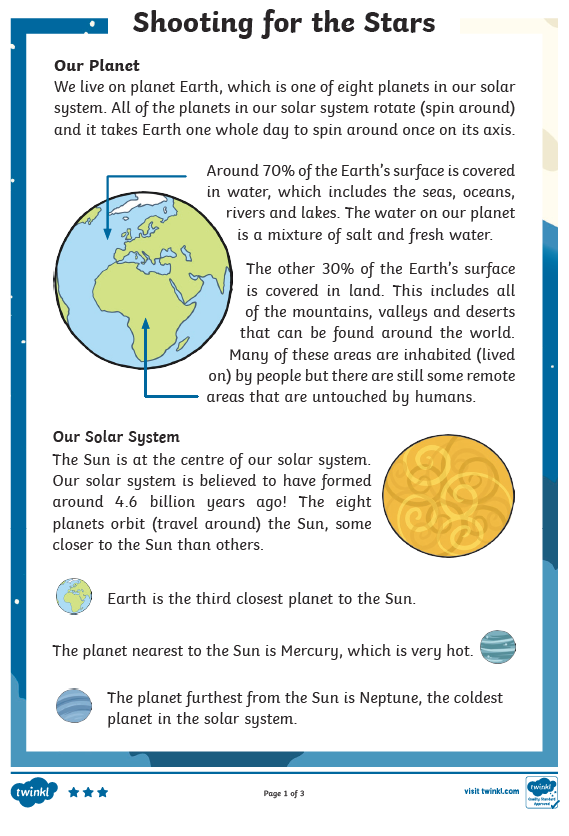 Shooting for the Stars
Our Planet
We live on planet Earth, which is one of eight planets in our solar
system. All of the planets in our solar system rotate (spin around)
and it takes Earth one whole day to spin around once on its axis.
Around 70% of the Earth's surface is covered
in water, which includes the seas, oceans,
rivers and lakes. The water on our planet
is a mixture of salt and fresh water.
The other 30% of the Earth's surface
is covered in land. This includes all
of the mountains, valleys and deserts
that can be found around the world.
Many of these areas are inhabited (lived
on) by people but there are still some remote
areas that are untouched by humans.
Our Solar System
The Sun is at the centre of our solar system.
Our solar system is believed to have formed
around 4.6 billion years ago! The eight
planets orbit (travel around) the Sun, some
closer to the Sun than others.
Earth is the third closest planet to the Sun.
The planet nearest to the Sun is Mercury, which is very hot.
The planet furthest from the Sun is Neptune, the coldest
planet in the solar system.
twinkl
Page 1 of 3
visit twinkl.com
twinkl
Quality Standard
Approved